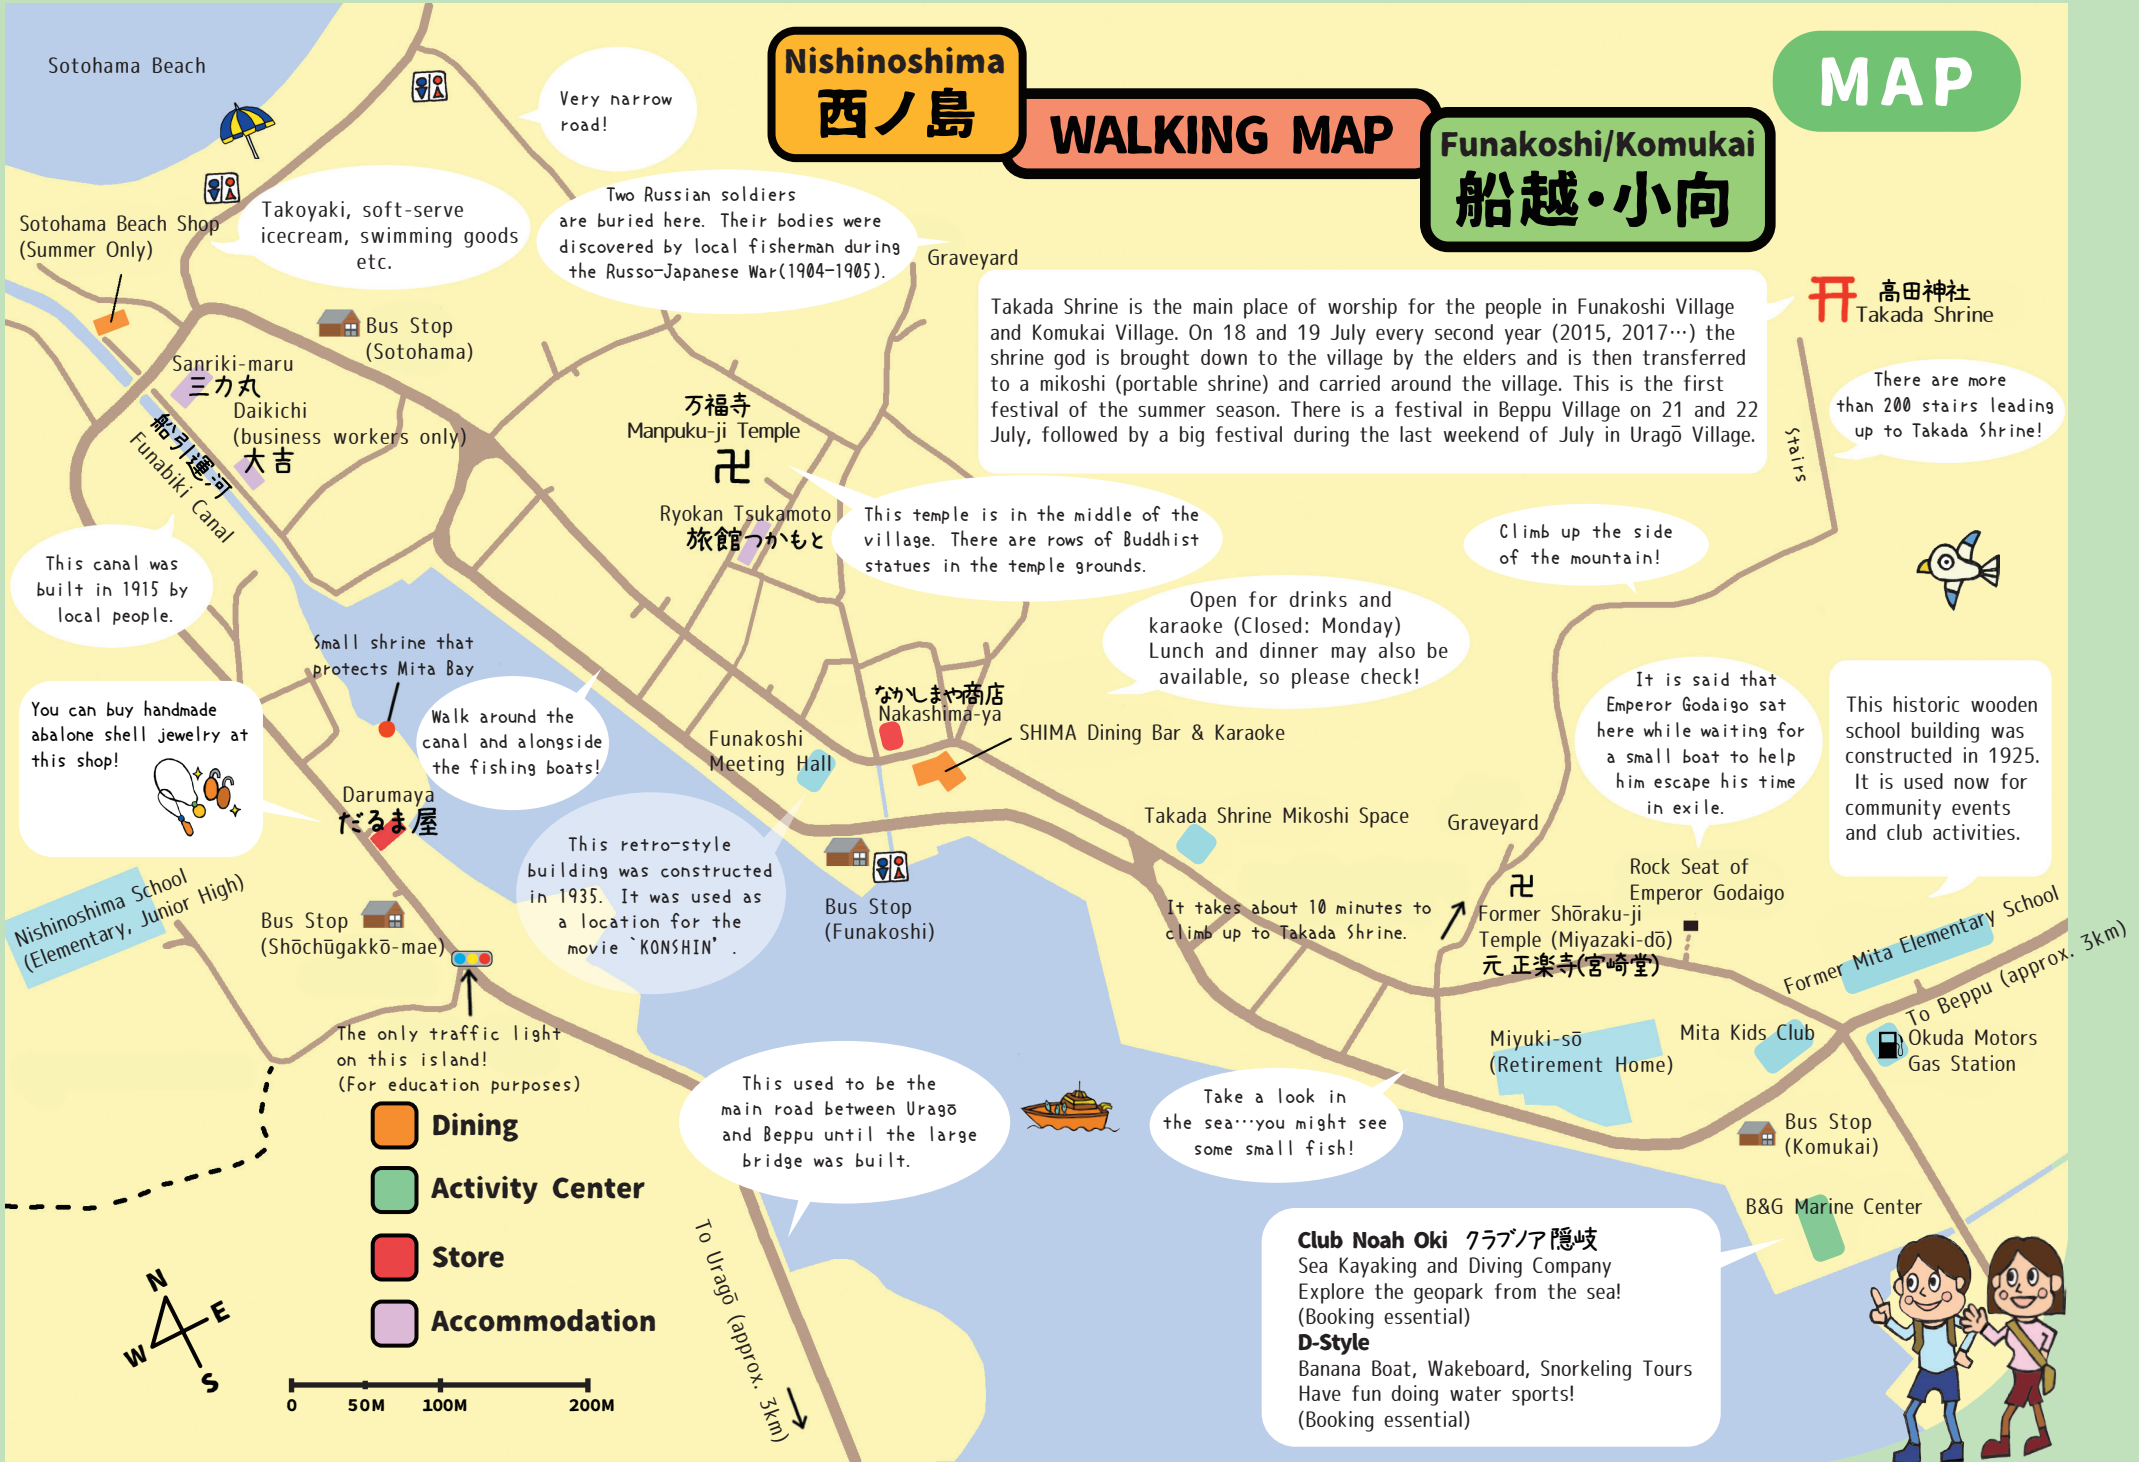 Sotohama Beach
Nishinoshima
西ノ島
WALKING MAP
Funakoshi/Komukai
船越・小向
MAP
Very narrow
road!
Sotohama Beach Shop
(Summer Only)
Takoyaki, soft-serve
icecream, swimming goods
etc.
Two Russian soldiers
are buried here. Their bodies were
discovered by local fisherman during
the Russo-Japanese War(1904-1905).
Graveyard
Takada Shrine is the main place of worship for the people in Funakoshi Village
and Komukai Village. On 18 and 19 July every second year (2015, 2017…) the
shrine god is brought down to the village by the elders and is then transferred
to a mikoshi (portable shrine) and carried around the village. This is the first
festival of the summer season. There is a festival in Beppu Village on 21 and 22
July, followed by a big festival during the last weekend of July in Uragō Village.
高田神社
Takada Shrine
There are more
than 200 stairs leading
up to Takada Shrine!
Stairs
Bus Stop
(Sotohama)
Sanriki-maru
三力丸
Daikichi
(business workers only)
大吉
船引運河
Funabiki Canal
万福寺
Manpuku-ji Temple
卍
Ryokan Tsukamoto
旅館つかもと
This temple is in the middle of the
village. There are rows of Buddhist
statues in the temple grounds.
Climb up the side
of the mountain!
This canal was
built in 1915 by
local people.
Open for drinks and
karaoke (Closed: Monday)
Lunch and dinner may also be
available, so please check!
Small shrine that
protects Mita Bay
You can buy handmade
abalone shell jewelry at
this shop!
Walk around the
canal and alongside
the fishing boats!
なかしまや商店
Nakashima-ya
SHIMA Dining Bar & Karaoke
Funakoshi
Meeting Hall
It is said that
Emperor Godaigo sat
here while waiting for
a small boat to help
him escape his time
in exile.
This historic wooden
school building was
constructed in 1925.
It is used now for
community events
and club activities.
Darumaya
だるま屋
Takada Shrine Mikoshi Space
Graveyard
This retro-style
building was constructed
in 1935. It was used as
a location for the
movie `KONSHIN'.
Rock Seat of
Emperor Godaigo
Nishinoshima School
(Elementary, Junior High)
Bus Stop
(Shōchūgakkō-mae)
Bus Stop
(Funakoshi)
It takes about 10 minutes to
climb up to Takada Shrine.
卍
Former Shōraku-ji
Temple (Miyazaki-dō)
元 正楽寺(宮崎堂)
Former Mita Elementary School
To Beppu (approx. 3km)
The only traffic light
on this island!
(For education purposes)
Miyuki-sō
(Retirement Home)
Mita Kids Club
Okuda Motors
Gas Station
This used to be the
main road between Uragō
and Beppu until the large
bridge was built.
Take a look in
the sea…you might see
some small fish!
Bus Stop
(Komukai)
B&G Marine Center
Dining
Activity Center
Store
Accommodation
To Uragō (approx. 3km)
Club Noah Oki クラブノア隠岐
Sea Kayaking and Diving Company
Explore the geopark from the sea!
(Booking essential)
D-Style
Banana Boat, Wakeboard, Snorkeling Tours
Have fun doing water sports!
(Booking essential)
N
E
W
S
0 50M 100M 200M